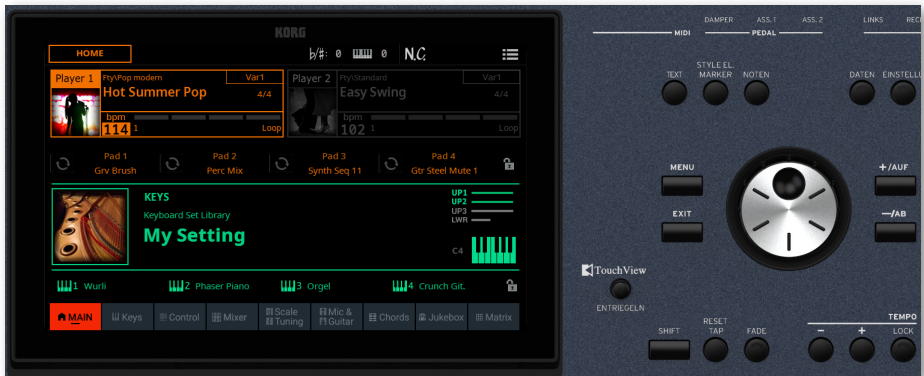 KORG
HOME
♭/♯: 0 0 N.C.
Player 1
Fty\Pop modern
Var1
Hot Summer Pop
4/4
bpm
114 1
Loop
Player 2
Fty\Standard
Var1
Easy Swing
4/4
bpm
102 1
Loop
Pad 1
Grv Brush
Pad 2
Perc Mix
Pad 3
Synth Seq 11
Pad 4
Gtr Steel Mute 1
KEYS
Keyboard Set Library
My Setting
UP1
UP2
UP3
LWR
C4
1 Wurli
2 Phaser Piano
3 Orgel
4 Crunch Git.
MAIN
Keys
Control
Mixer
Scale
Tuning
Mic &
Guitar
Chords
Jukebox
Matrix
DAMPER ASS.1 ASS.2 LINKS
MIDI PEDAL
TEXT
STYLE EL.
MARKER
NOTEN
DATEN
MENU
+/AUF
EXIT
—/AB
TouchView
ENTRIEGELN
SHIFT
RESET
TAP
FADE
TEMPO
– +
LOCK